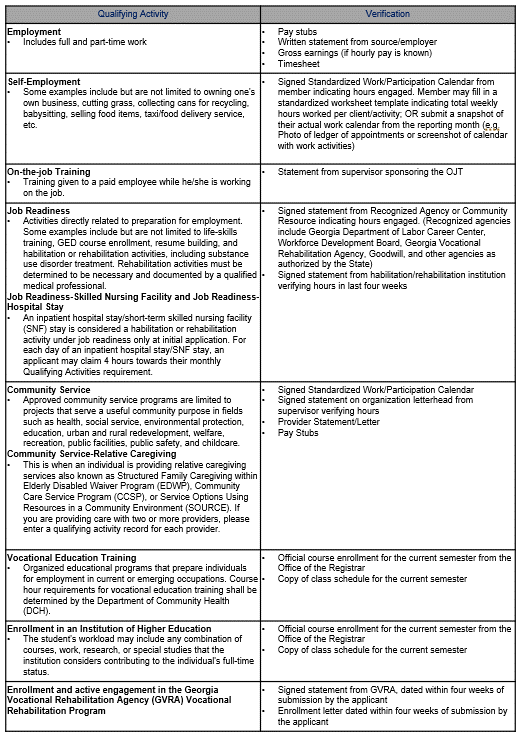 Qualifying Activity
Verification
Employment
• Includes full and part-time work
• Pay stubs
• Written statement from source/employer
• Gross earnings (if hourly pay is known)
• Timesheet
Self-Employment
• Some examples include but are not limited to owning one's
own business, cutting grass, collecting cans for recycling,
babysitting, selling food items, taxi/food delivery service,
etc.
• Signed Standardized Work/Participation Calendar from
member indicating hours engaged. Member may fill in a
standardized worksheet template indicating total weekly
hours worked per client/activity; OR submit a snapshot of
their actual work calendar from the reporting month (e.g.
Photo of ledger of appointments or screenshot of calendar
with work activities)
On-the-job Training
• Training given to a paid employee while he/she is working
on the job.
• Statement from supervisor sponsoring the OJT
Job Readiness
• Activities directly related to preparation for employment.
Some examples include but are not limited to life-skills
training, GED course enrollment, resume building, and
habilitation or rehabilitation activities, including substance
use disorder treatment. Rehabilitation activities must be
determined to be necessary and documented by a qualified
medical professional.
Job Readiness-Skilled Nursing Facility and Job Readiness-
Hospital Stay
• An inpatient hospital stay/short-term skilled nursing facility
(SNF) stay is considered a habilitation or rehabilitation
activity under job readiness only at initial application. For
each day of an inpatient hospital stay/SNF stay, an
applicant may claim 4 hours towards their monthly
Qualifying Activities requirement.
• Signed statement from Recognized Agency or Community
Resource indicating hours engaged. (Recognized agencies
include Georgia Department of Labor Career Center,
Workforce Development Board, Georgia Vocational
Rehabilitation Agency, Goodwill, and other agencies as
authorized by the State)
• Signed statement from habilitation/rehabilitation institution
verifying hours in last four weeks
Community Service
• Approved community service programs are limited to
projects that serve a useful community purpose in fields
such as health, social service, environmental protection,
education, urban and rural redevelopment, welfare,
recreation, public facilities, public safety, and childcare.
Community Service-Relative Caregiving
• This is when an individual is providing relative caregiving
services also known as Structured Family Caregiving within
Elderly Disabled Waiver Program (EDWP), Community
Care Service Program (CCSP), or Service Options Using
Resources in a Community Environment (SOURCE). If
you are providing care with two or more providers, please
enter a qualifying activity record for each provider.
• Signed Standardized Work/Participation Calendar
• Signed statement on organization letterhead from
supervisor verifying hours
• Provider Statement/Letter
• Pay Stubs
Vocational Education Training
• Organized educational programs that prepare individuals
for employment in current or emerging occupations. Course
hour requirements for vocational education training shall be
determined by the Department of Community Health
(DCH).
• Official course enrollment for the current semester from the
Office of the Registrar
• Copy of class schedule for the current semester
Enrollment in an Institution of Higher Education
• The student's workload may include any combination of
courses, work, research, or special studies that the
institution considers contributing to the individual's full-time
status.
• Official course enrollment for the current semester from the
Office of the Registrar
• Copy of class schedule for the current semester
Enrollment and active engagement in the Georgia
Vocational Rehabilitation Agency (GVRA) Vocational
Rehabilitation Program
• Signed statement from GVRA, dated within four weeks of
submission by the applicant
• Enrollment letter dated within four weeks of submission by
the applicant